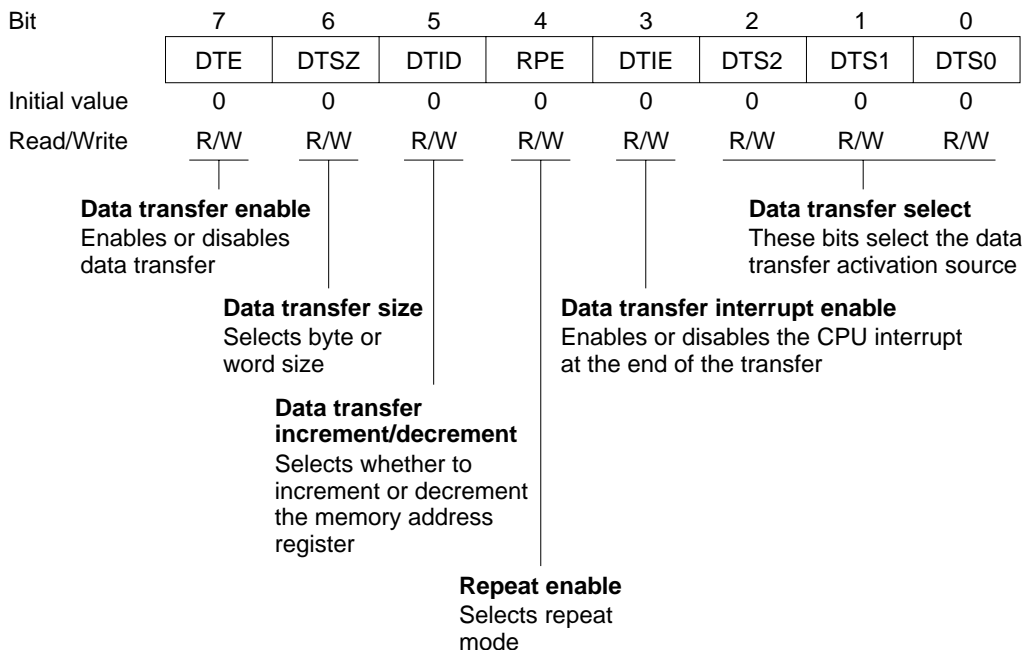 Bit 7 6 5 4 3 2 1 0
DTE DTSZ DTID RPE DTIE DTS2 DTS1 DTS0
Initial value 0 0 0 0 0 0 0 0
Read/Write R/W R/W R/W R/W R/W R/W R/W R/W
Data transfer enable
Enables or disables
data transfer
Data transfer select
These bits select the data
transfer activation source
Data transfer size
Selects byte or
word size
Data transfer interrupt enable
Enables or disables the CPU interrupt
at the end of the transfer
Data transfer
increment/decrement
Selects whether to
increment or decrement
the memory address
register
Repeat enable
Selects repeat
mode